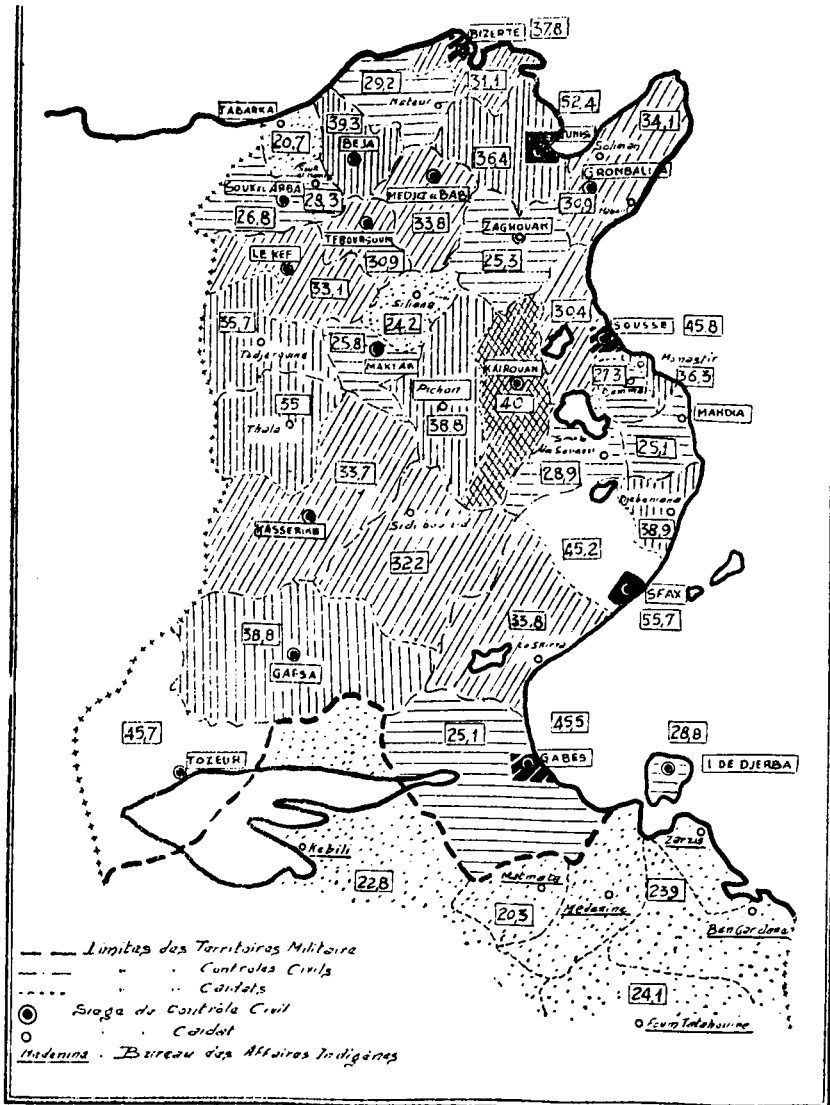 BIZERTE 37,8
29,2
31,1
Mateur
TABARKA
52,4
TUNIS
34,1
39,3
20,7
BEJA
36,4
Soliman
GROMBALIA
SOUK EL ARBA
28,3
MEDJEZ el BAB
30,9
26,8
TEBOURSOUK
33,8
ZAGHOUAN
LE KEF
30,9
25,3
33,1
Siliana
30,4
35,7
24,2
SOUSSE 45,8
25,8
Tadjerouine
MAKTAR
KAIROUAN
Monastir
27,3
36,3
35
Pichon
40
MAHDIA
Thala
38,8
25,1
33,7
28,9
Djebeniana
KASSERINE
Sidi bou zid
38,9
45,2
32,2
SFAX
33,8
55,7
38,8
La Skirra
GAFSA
45,7
25,1
45,5
28,8
TOZEUR
GABÈS
I DE DJERBA
Kebili
Zarzis
22,8
Matmata
23,9
20,3
Medenine
Ben Gardane
24,1
Foum Tatahouine
Limites des Territoires Militaire
" " Controles Civils
" " Caidats
Siege de Contrôle Civil
" " Caidat
Medenine . Bureau des Affaires Indigènes